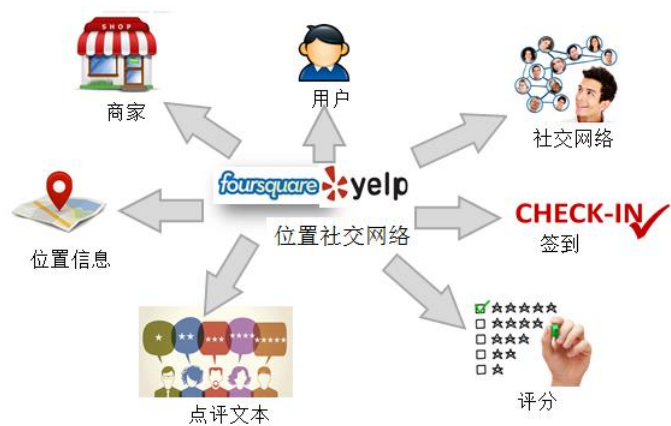 SHOP
商家
用户
社交网络
foursquare
yelp
位置社交网络
位置信息
CHECK-IN
签到
点评文本
评分